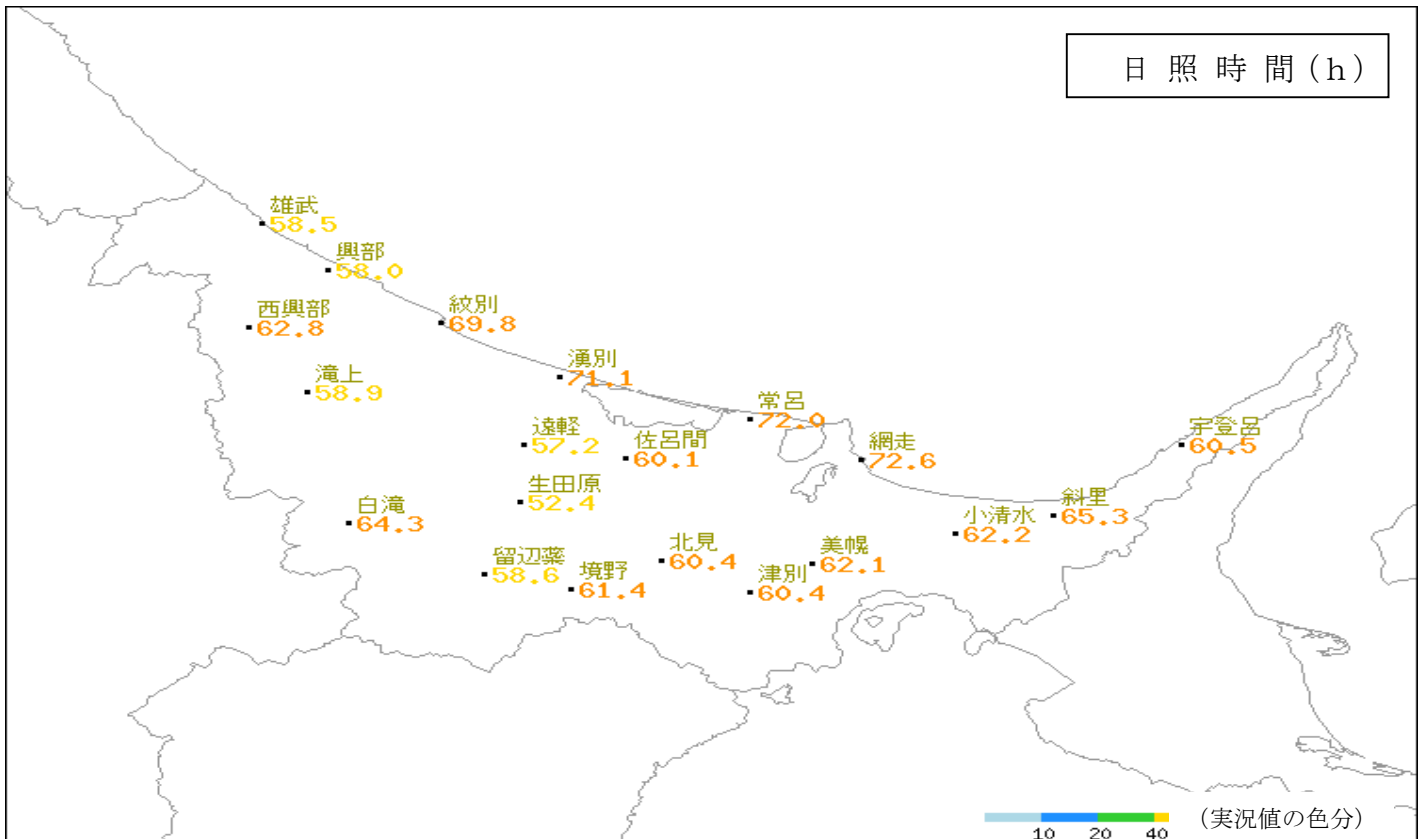 日 照 時 間 (h)
雄武
58.5
興部
58.0
西興部
62.8
紋別
69.8
滝上
58.9
湧別
71.1
常呂
72.9
遠軽
57.2
佐呂間
60.1
網走
72.6
宇登呂
60.5
生田原
52.4
白滝
64.3
斜里
65.3
小清水
62.2
北見
60.4
美幌
62.1
留辺蘂
58.6
境野
61.4
津別
60.4
(実況値の色分)
10 20 40